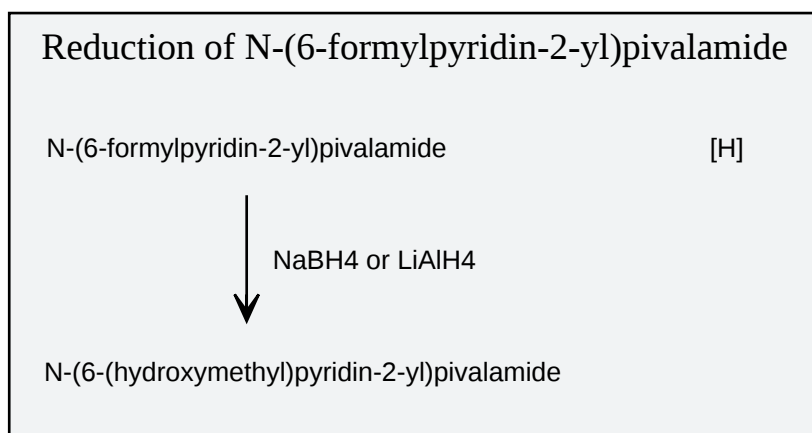 Reduction of N-(6-formylpyridin-2-yl)pivalamide
N-(6-formylpyridin-2-yl)pivalamide [H]
NaBH4 or LiAlH4
N-(6-(hydroxymethyl)pyridin-2-yl)pivalamide